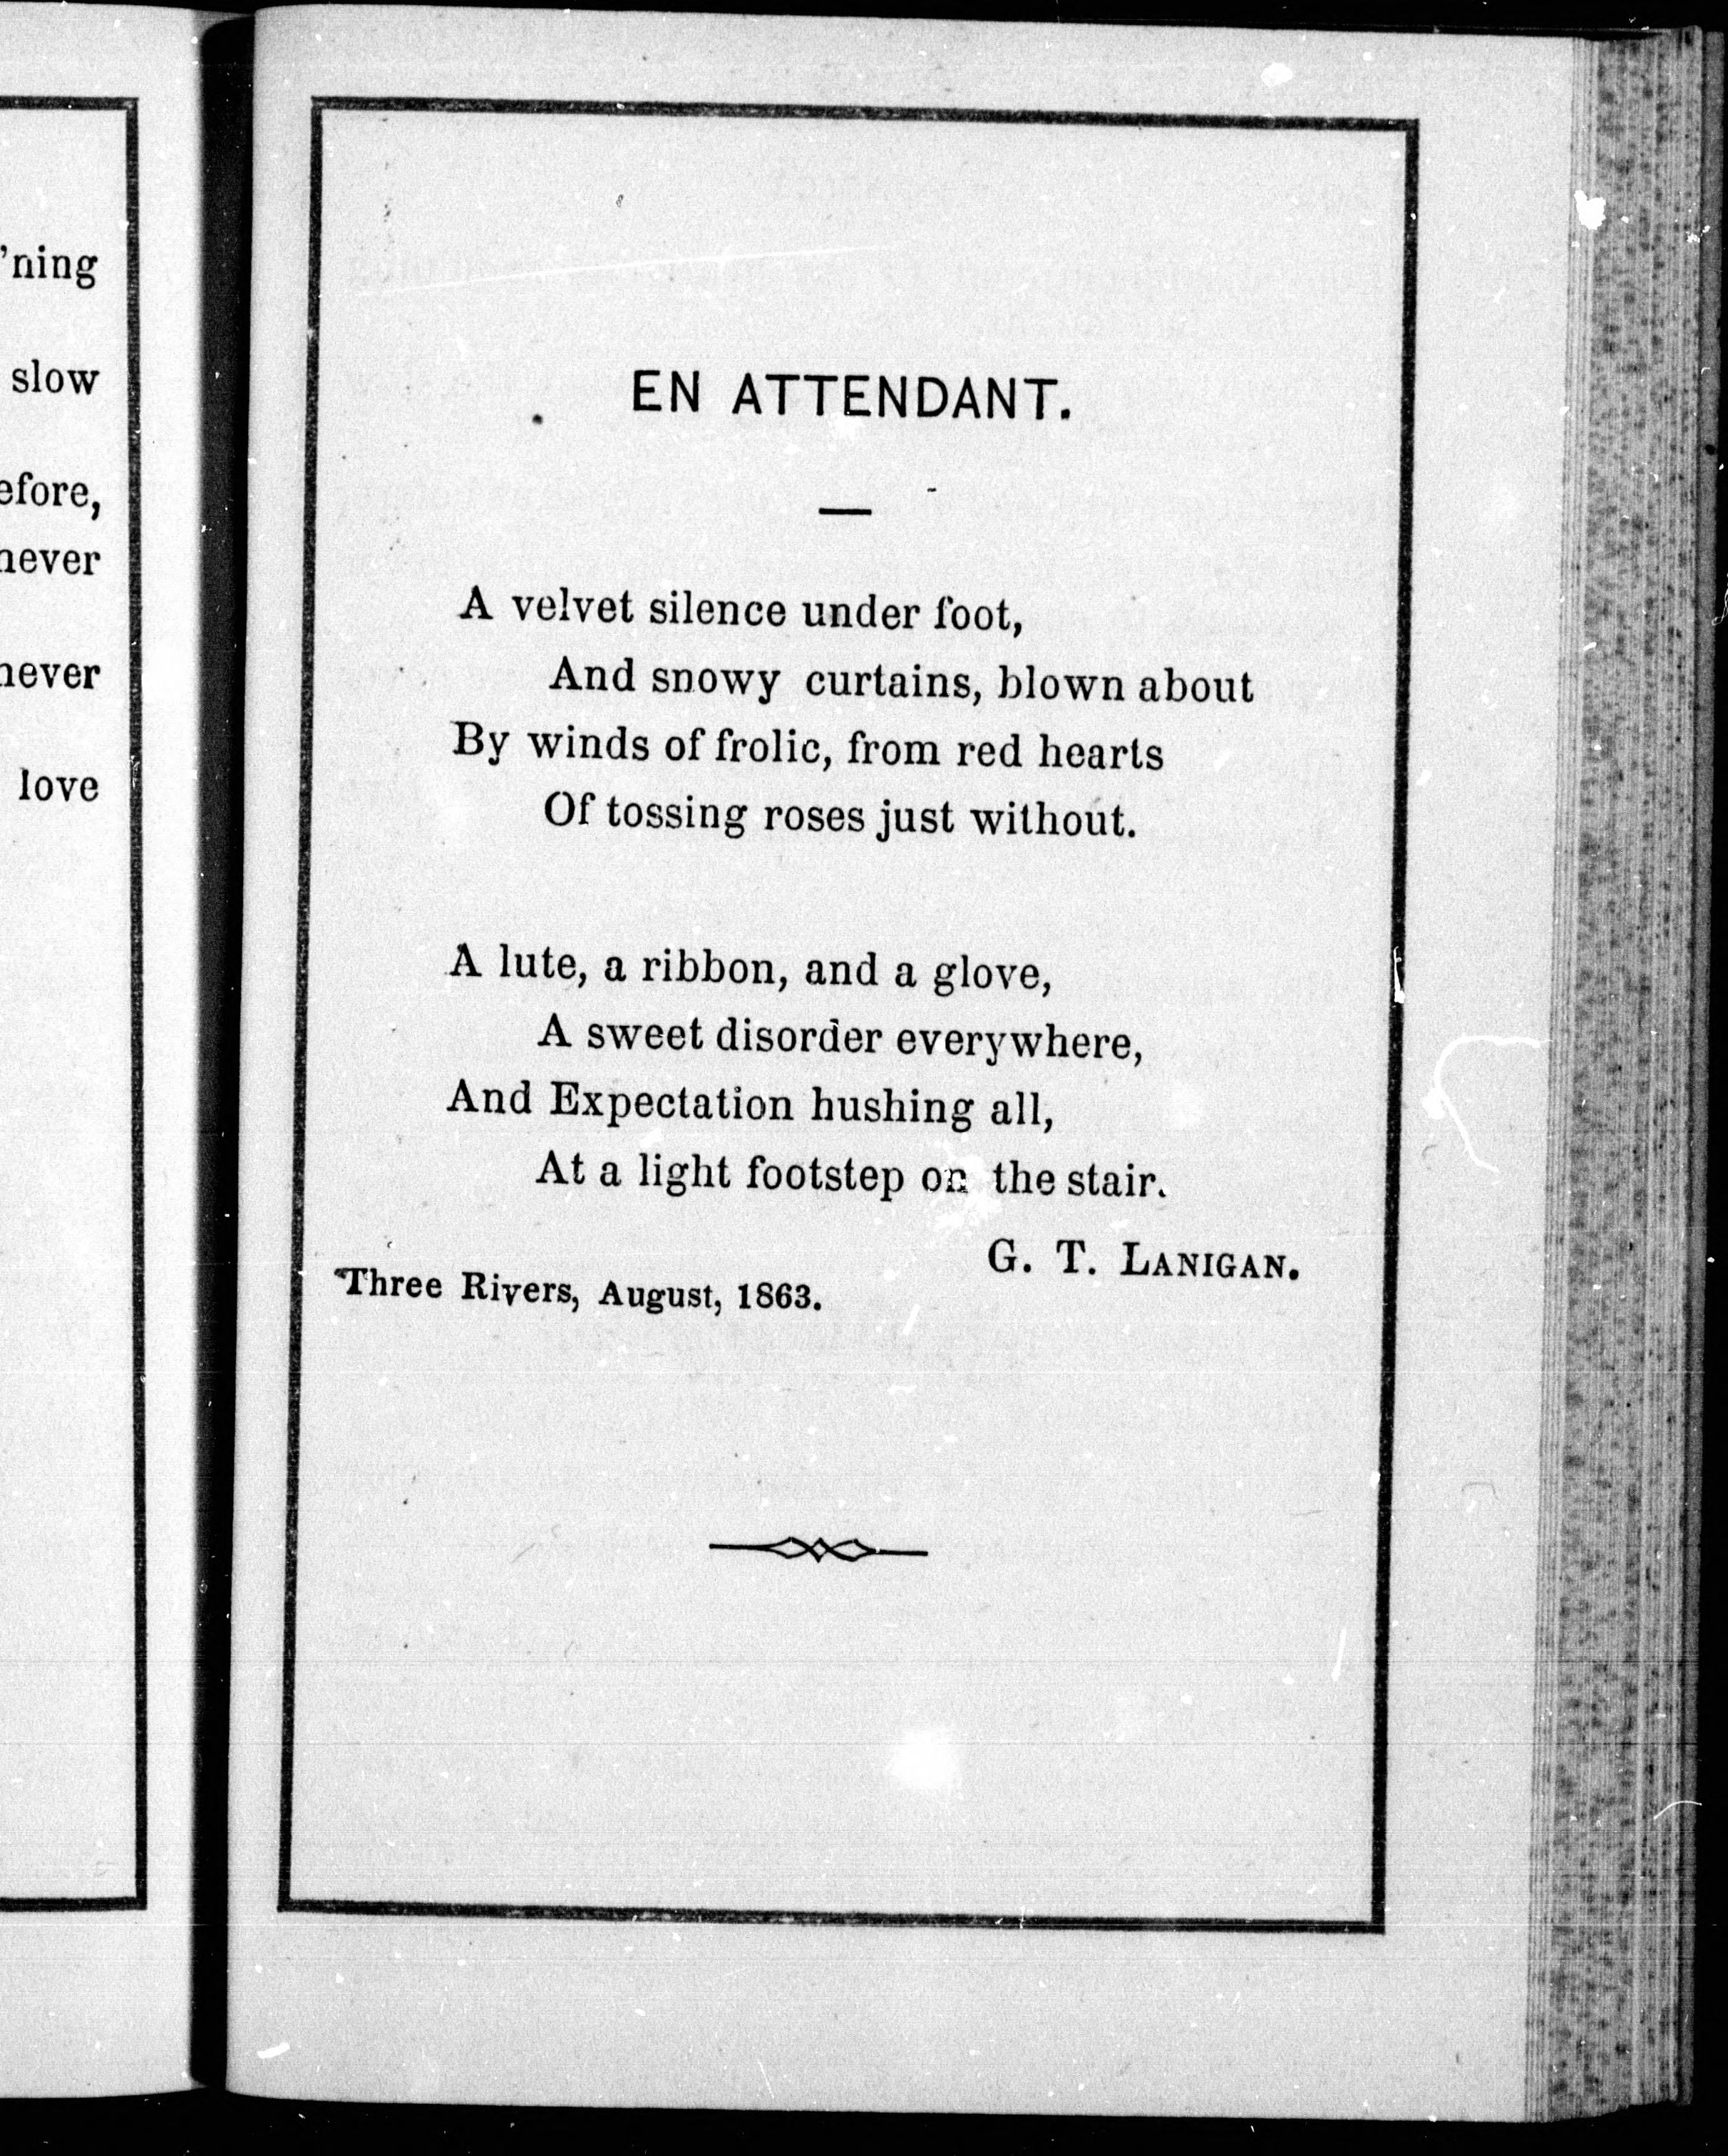 'ning
slow
efore,
never
never
love
EN ATTENDANT.
A velvet silence under foot,
And snowy curtains, blown about
By winds of frolic, from red hearts
Of tossing roses just without.
A lute, a ribbon, and a glove,
A sweet disorder everywhere,
And Expectation hushing all,
At a light footstep on the stair.
G. T. LANIGAN.
Three Rivers, August, 1863.